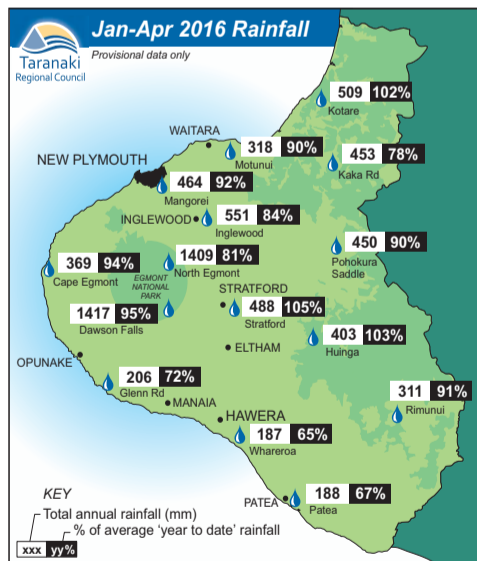 Jan-Apr 2016 Rainfall
Provisional data only
Taranaki
Regional Council
509 102%
Kotare
WAITARA
318 90%
Motunui
453 78%
Kaka Rd
NEW PLYMOUTH
464 92%
Mangorei
INGLEWOOD
551 84%
Inglewood
450 90%
Pohokura
Saddle
369 94%
Cape Egmont
1409 81%
North Egmont
EGMONT
NATIONAL
PARK
1417 95%
Dawson Falls
STRATFORD
488 105%
Stratford
403 103%
Huinga
ELTHAM
OPUNAKE
206 72%
Glenn Rd
MANAIA
311 91%
Rimunui
HAWERA
187 65%
Whareroa
PATEA
188 67%
Patea
KEY
Total annual rainfall (mm)
% of average 'year to date' rainfall
xxx yy%